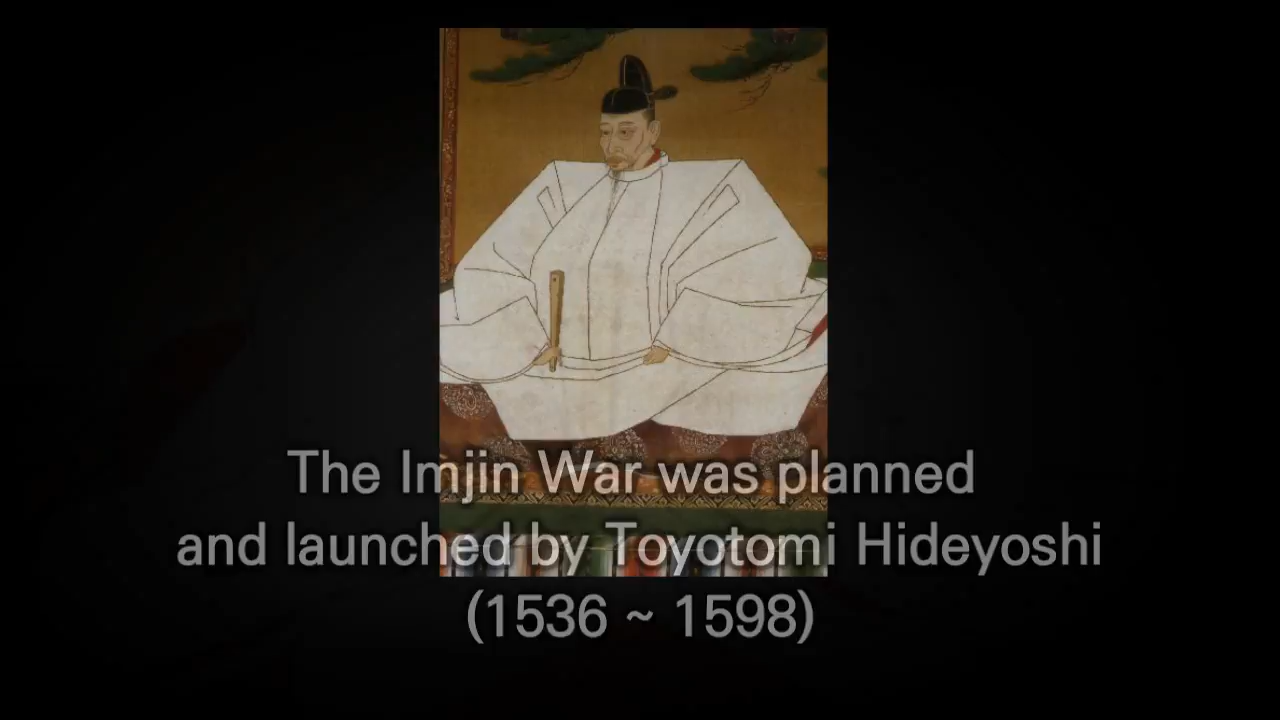 The Imjin War was planned
and launched by Toyotomi Hideyoshi
(1536 ~ 1598)